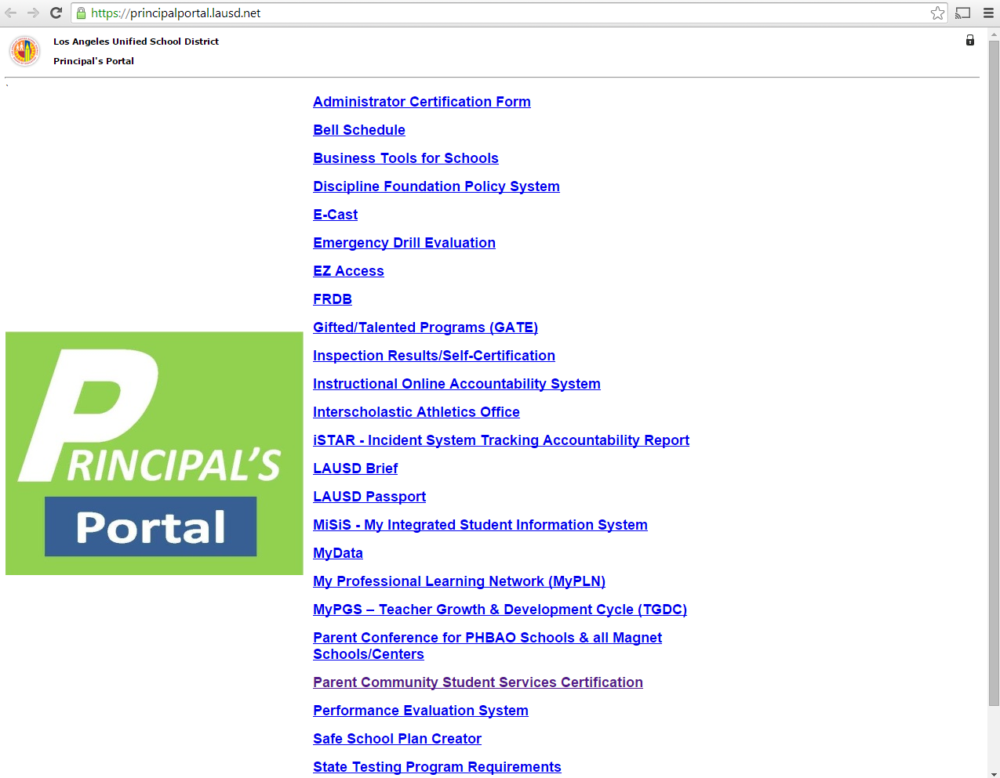 https://principalportal.lausd.net
Los Angeles Unified School District
Principal's Portal
`
Administrator Certification Form
Bell Schedule
Business Tools for Schools
Discipline Foundation Policy System
E-Cast
Emergency Drill Evaluation
EZ Access
FRDB
Gifted/Talented Programs (GATE)
Inspection Results/Self-Certification
Instructional Online Accountability System
Interscholastic Athletics Office
iSTAR - Incident System Tracking Accountability Report
LAUSD Brief
LAUSD Passport
MiSiS - My Integrated Student Information System
MyData
My Professional Learning Network (MyPLN)
MyPGS – Teacher Growth & Development Cycle (TGDC)
Parent Conference for PHBAO Schools & all Magnet
Schools/Centers
Parent Community Student Services Certification
Performance Evaluation System
Safe School Plan Creator
State Testing Program Requirements
PRINCIPAL'S
Portal